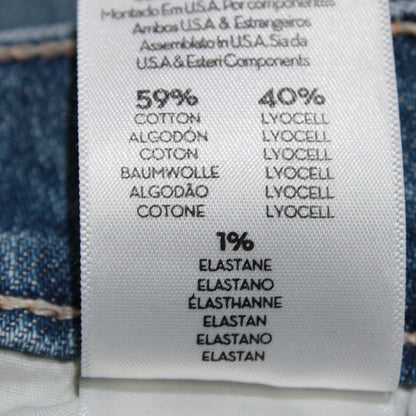 Montado Em U.S.A. Por componentes
Ambos U.S.A & Estrangeiros
Assemblato In U.S.A. Sia da
U.S.A & Esteri Components
59% 40%
COTTON LYOCELL
ALGODÓN LYOCELL
COTON LYOCELL
BAUMWOLLE LYOCELL
ALGODÃO LYOCELL
COTONE LYOCELL
1%
ELASTANE
ELASTANO
ÉLASTHANNE
ELASTAN
ELASTANO
ELASTAN